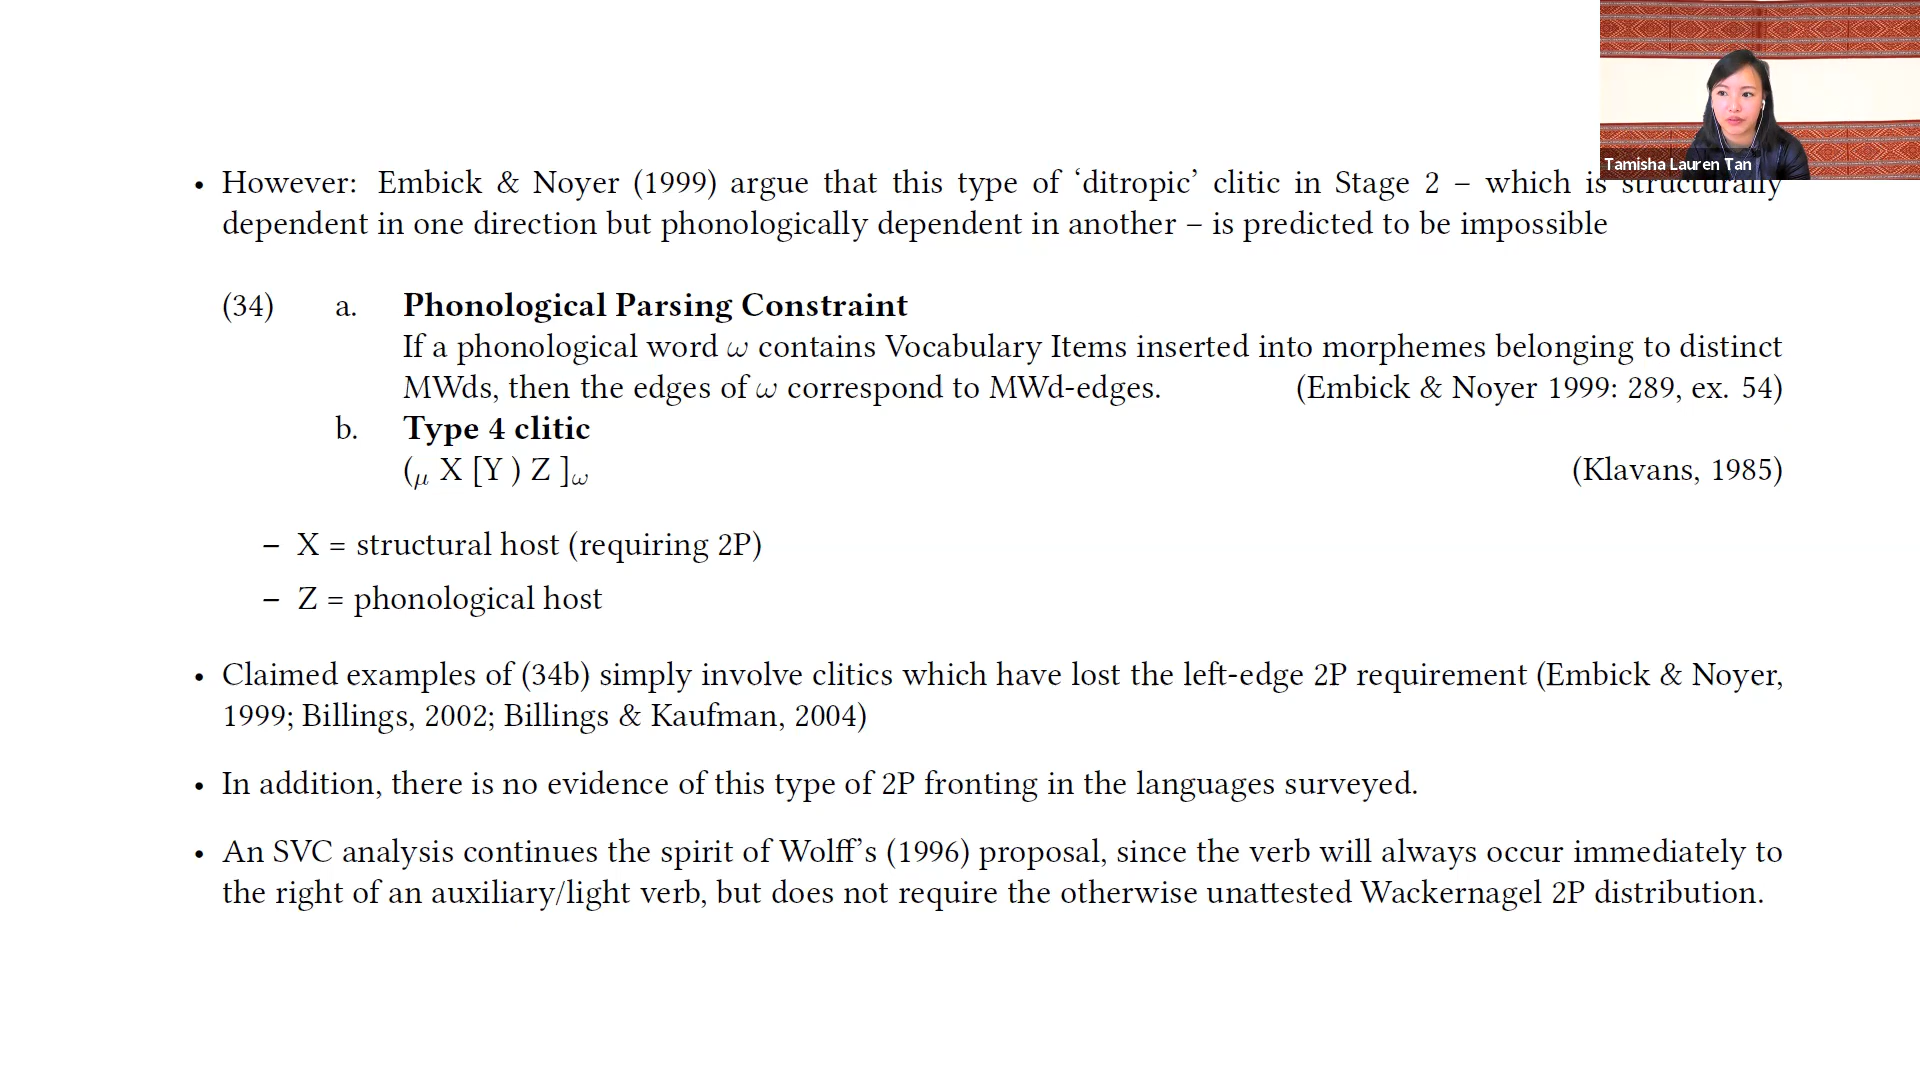 Tamisha Lauren Tan
• However: Embick & Noyer (1999) argue that this type of ‘ditropic’ clitic in Stage 2 – which is structurally
dependent in one direction but phonologically dependent in another – is predicted to be impossible
(34) a. Phonological Parsing Constraint
If a phonological word ω contains Vocabulary Items inserted into morphemes belonging to distinct
MWds, then the edges of ω correspond to MWd-edges. (Embick & Noyer 1999: 289, ex. 54)
b. Type 4 clitic
(μ X [Y ) Z ]ω (Klavans, 1985)
– X = structural host (requiring 2P)
– Z = phonological host
• Claimed examples of (34b) simply involve clitics which have lost the left-edge 2P requirement (Embick & Noyer,
1999; Billings, 2002; Billings & Kaufman, 2004)
• In addition, there is no evidence of this type of 2P fronting in the languages surveyed.
• An SVC analysis continues the spirit of Wolff’s (1996) proposal, since the verb will always occur immediately to
the right of an auxiliary/light verb, but does not require the otherwise unattested Wackernagel 2P distribution.